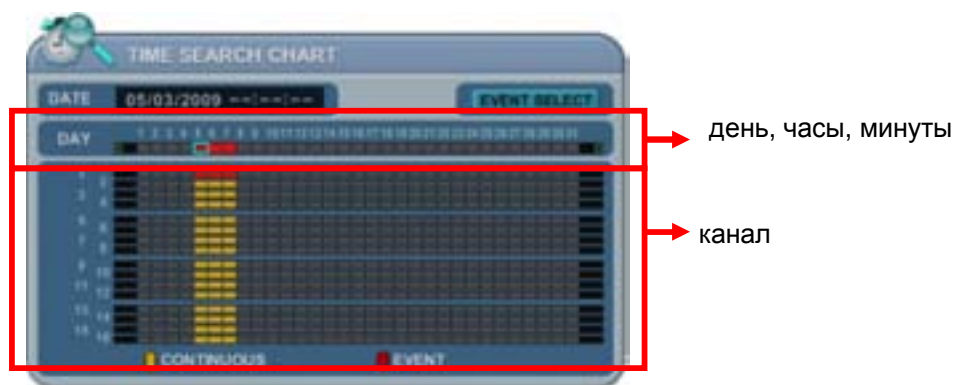 TIME SEARCH CHART
DATE 05/03/2009 --:--:-- EVENT SELECT
1 2 3 4 5 6 7 8 9 10 11 12 13 14 15 16 17 18 19 20 21 22 23 24 25 26 27 28 29 30 31
DAY
день, часы, минуты
1
2
3
4
канал
5
6
7
8
9
10
11
12
13
14
15
16
CONTINUOUS EVENT